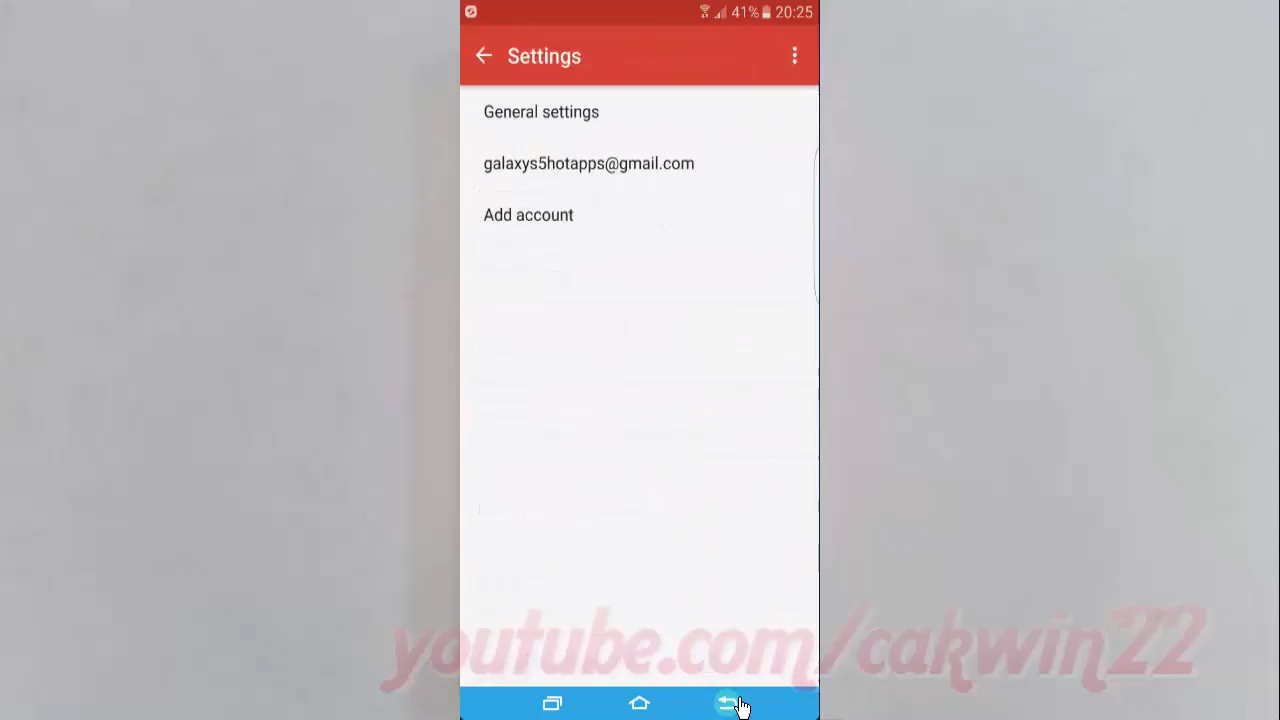 41% 20:25
Settings
General settings
galaxys5hotapps@gmail.com
Add account
youtube.com/cakwin22